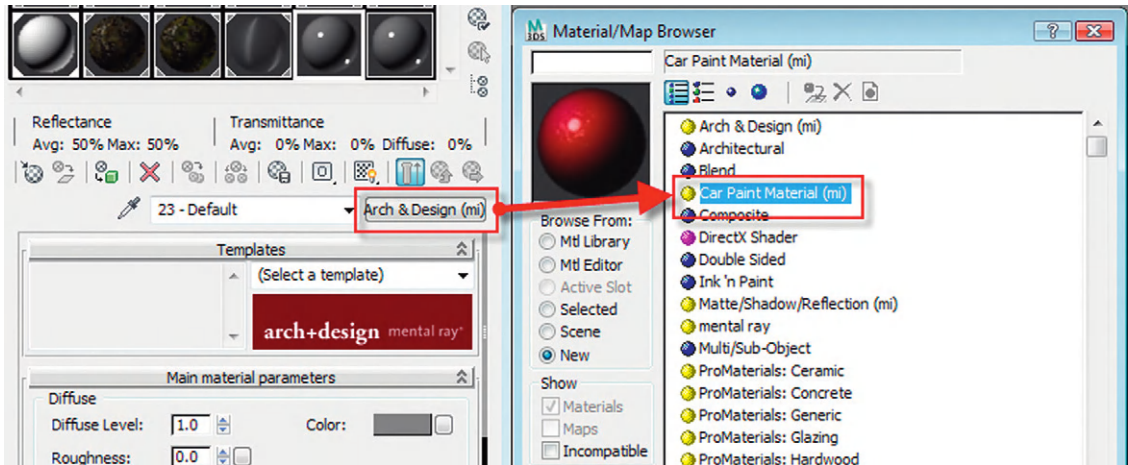 Reflectance
Avg: 50% Max: 50%
Transmittance
Avg: 0% Max: 0% Diffuse: 0%
23 - Default
Arch & Design (mi)
Templates
(Select a template)
arch+design mental ray®
Main material parameters
Diffuse
Diffuse Level: 1.0
Color:
Roughness: 0.0
M
3DS
Material/Map Browser
Car Paint Material (mi)
Arch & Design (mi)
Architectural
Blend
Car Paint Material (mi)
Composite
DirectX Shader
Double Sided
Ink 'n Paint
Matte/Shadow/Reflection (mi)
mental ray
Multi/Sub-Object
ProMaterials: Ceramic
ProMaterials: Concrete
ProMaterials: Generic
ProMaterials: Glazing
ProMaterials: Hardwood
Browse From:
Mtl Library
Mtl Editor
Active Slot
Selected
Scene
New
Show
Materials
Maps
Incompatible